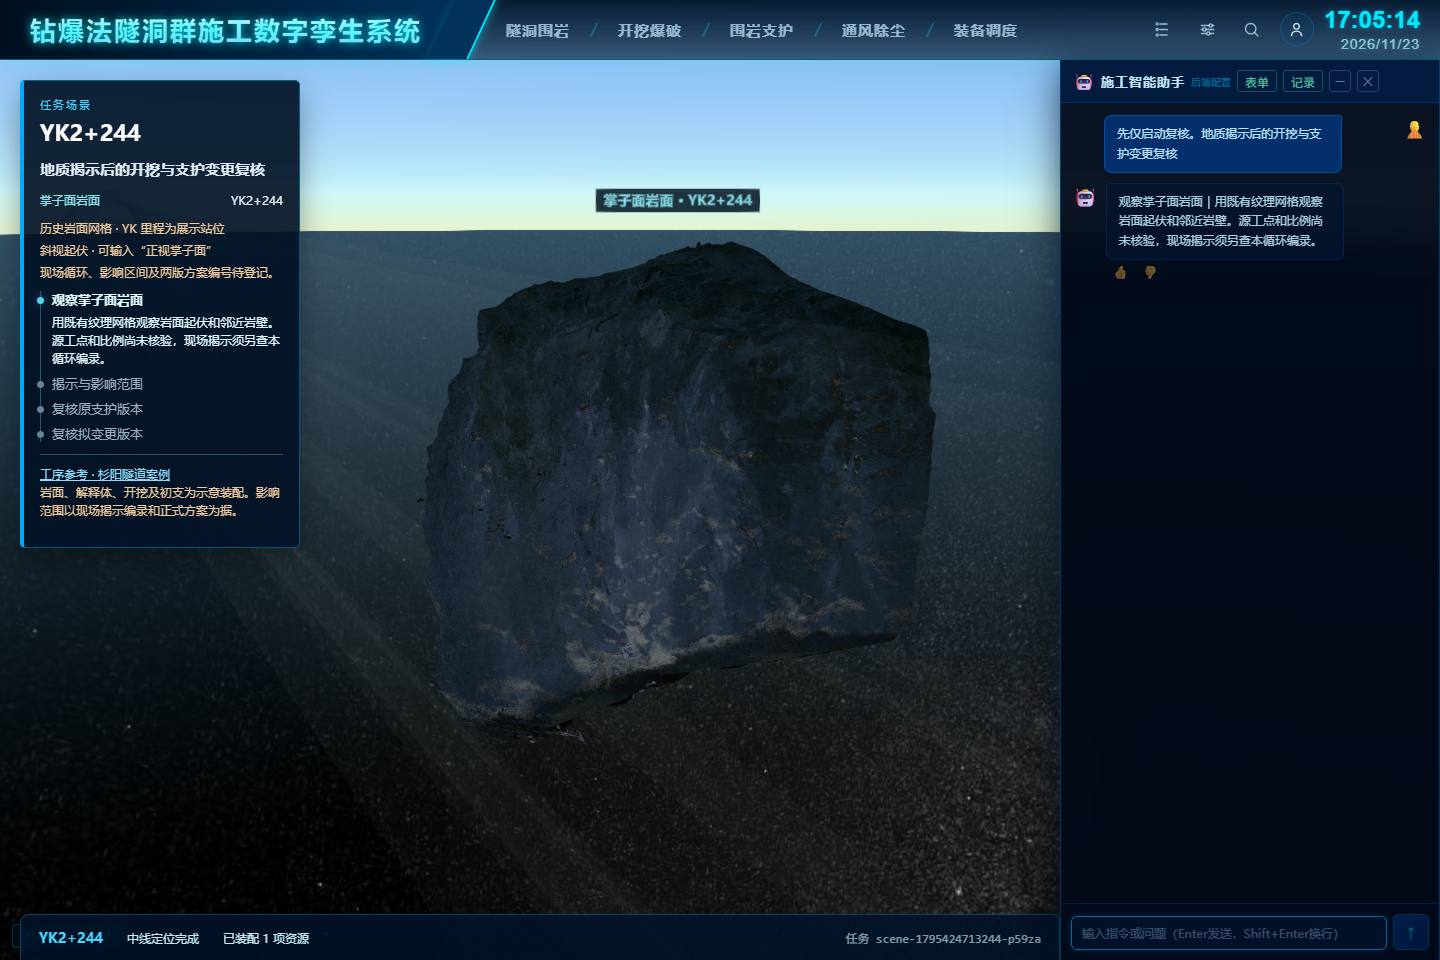 钻爆法隧洞群施工数字孪生系统
隧洞围岩 / 开挖爆破 / 围岩支护 / 通风除尘 / 装备调度
17:05:14
2026/11/23
任务场景
YK2+244
地质揭示后的开挖与支护变更复核
掌子面岩面 YK2+244
历史岩面网格 · YK 里程为展示站位
斜视起伏 · 可输入“正视掌子面”
现场循环、影响区间及两版方案编号待登记。
观察掌子面岩面
用既有纹理网格观察岩面起伏和邻近岩壁。
源工点和比例尚未核验，现场揭示须另查本
循环编录。
揭示与影响范围
复核原支护版本
复核拟变更版本
工序参考 · 杉阳隧道案例
岩面、解释体、开挖及初支为示意装配。影响
范围以现场揭示编录和正式方案为据。
掌子面岩面 · YK2+244
施工智能助手 后端配置 表单 记录
先仅启动复核。地质揭示后的开挖与支
护变更复核
观察掌子面岩面 | 用既有纹理网格观察
岩面起伏和邻近岩壁。源工点和比例尚
未核验，现场揭示须另查本循环编录。
输入指令或问题（Enter发送，Shift+Enter换行）
YK2+244 中线定位完成 已装配 1 项资源
任务 scene-1795424713244-p59za